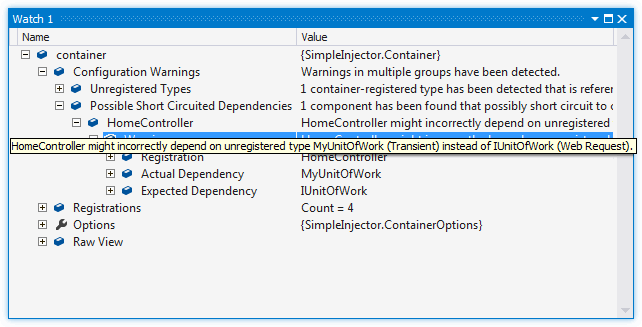 Watch 1
Name Value
container {SimpleInjector.Container}
Configuration Warnings Warnings in multiple groups have been detected.
Unregistered Types 1 container-registered type has been detected that is referen
Possible Short Circuited Dependencies 1 component has been found that possibly short circuit to o
HomeController HomeController might incorrectly depend on unregistered
HomeController might incorrectly depend on unregistered type MyUnitOfWork (Transient) instead of IUnitOfWork (Web Request).
Registration HomeController
Actual Dependency MyUnitOfWork
Expected Dependency IUnitOfWork
Registrations Count = 4
Options {SimpleInjector.ContainerOptions}
Raw View